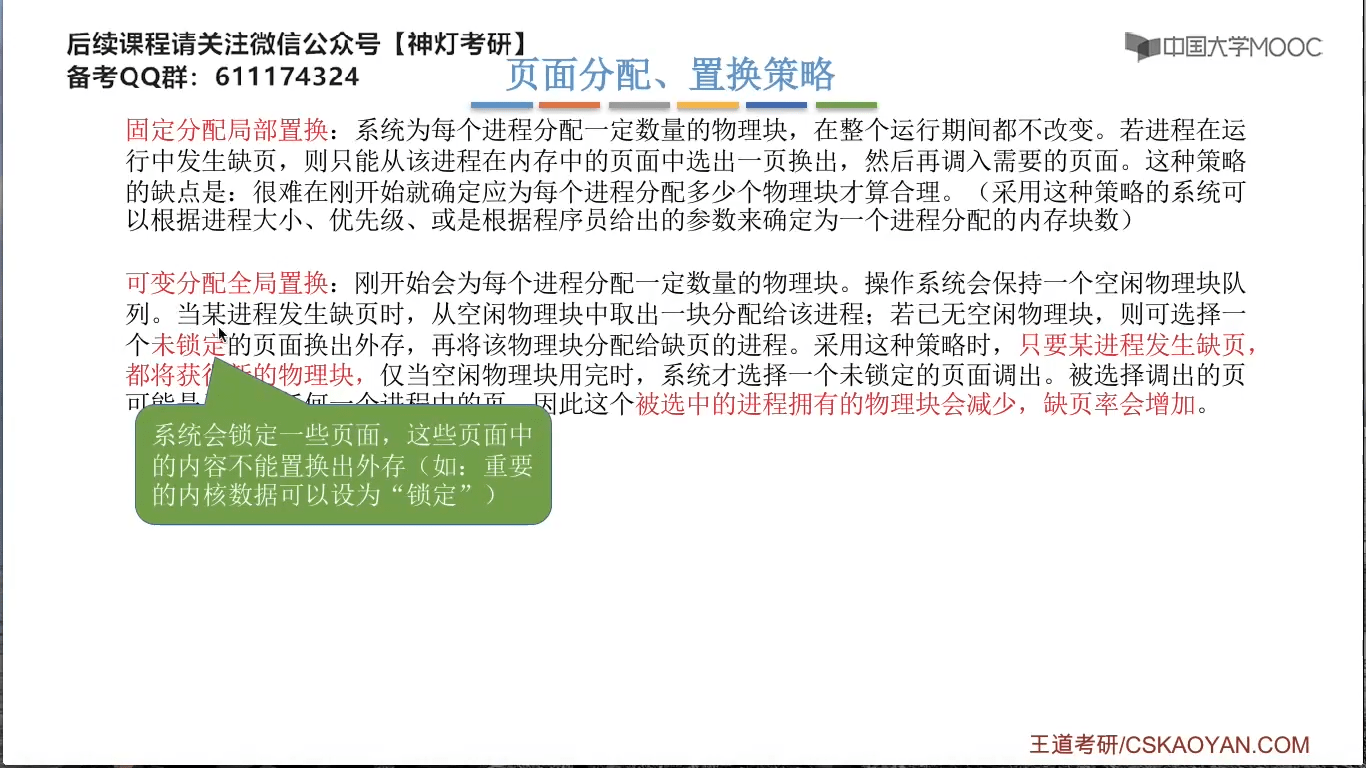 后续课程请关注微信公众号【神灯考研】
备考QQ群：611174324
中国大学MOOC
页面分配、置换策略
固定分配局部置换：系统为每个进程分配一定数量的物理块，在整个运行期间都不改变。若进程在运
行中发生缺页，则只能从该进程在内存中的页面中选出一页换出，然后再调入需要的页面。这种策略
的缺点是：很难在刚开始就确定应为每个进程分配多少个物理块才算合理。（采用这种策略的系统可
以根据进程大小、优先级、或是根据程序员给出的参数来确定为一个进程分配的内存块数）
可变分配全局置换：刚开始会为每个进程分配一定数量的物理块。操作系统会保持一个空闲物理块队
列。当某进程发生缺页时，从空闲物理块中取出一块分配给该进程；若已无空闲物理块，则可选择一
个未锁定的页面换出外存，再将该物理块分配给缺页的进程。采用这种策略时，只要某进程发生缺页，
都将获得新的物理块，仅当空闲物理块用完时，系统才选择一个未锁定的页面调出。被选择调出的页
可能是任何一个进程中的页，因此这个被选中的进程拥有的物理块会减少，缺页率会增加。
系统会锁定一些页面，这些页面中
的内容不能置换出外存（如：重要
的内核数据可以设为“锁定”）
王道考研/CSKAOYAN.COM